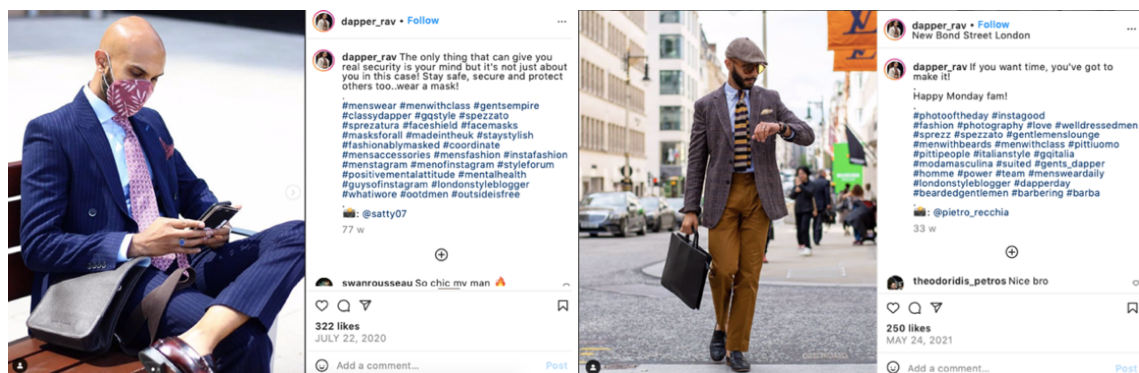 dapper_rav • Follow
dapper_rav The only thing that can give you
real security is your mind but it's not just about
you in this case! Stay safe, secure and protect
others too..wear a mask!
.
#menswear #menwithclass #gentsempire
#classydapper #gqstyle #spezzato
#sprezatura #faceshield #facemasks
#masksforall #madeintheuk #staystylish
#fashionablymasked #coordinate
#mensaccessories #mensfashion #instafashion
#menstagram #menofinstagram #styleforum
#positivementalattitude #mentalhealth
#guysofinstagram #londonstyleblogger
#whatiwore #ootdmen #outsideisfree
.
📸: @satty07
77 w
swanrousseau So chic my man 🔥
322 likes
JULY 22, 2020
Add a comment...
Post
LV
dapper_rav • Follow
New Bond Street London
dapper_rav If you want time, you've got to
make it!
.
Happy Monday fam!
.
#photooftheday #instagood
#fashion #photography #love #welldressedmen
#sprezz #spezzato #gentlemenslounge
#menwithbeards #menwithclass #pittiuomo
#pittipeople #italianstyle #gqitalia
#modamasculina #suited #gents_dapper
#homme #power #team #mensweardaily
#londonstyleblogger #dapperday
#beardedgentlemen #barbering #barba
.
📸: @pietro_recchia
33 w
theodoridis_petros Nice bro
250 likes
MAY 24, 2021
Add a comment...
Post